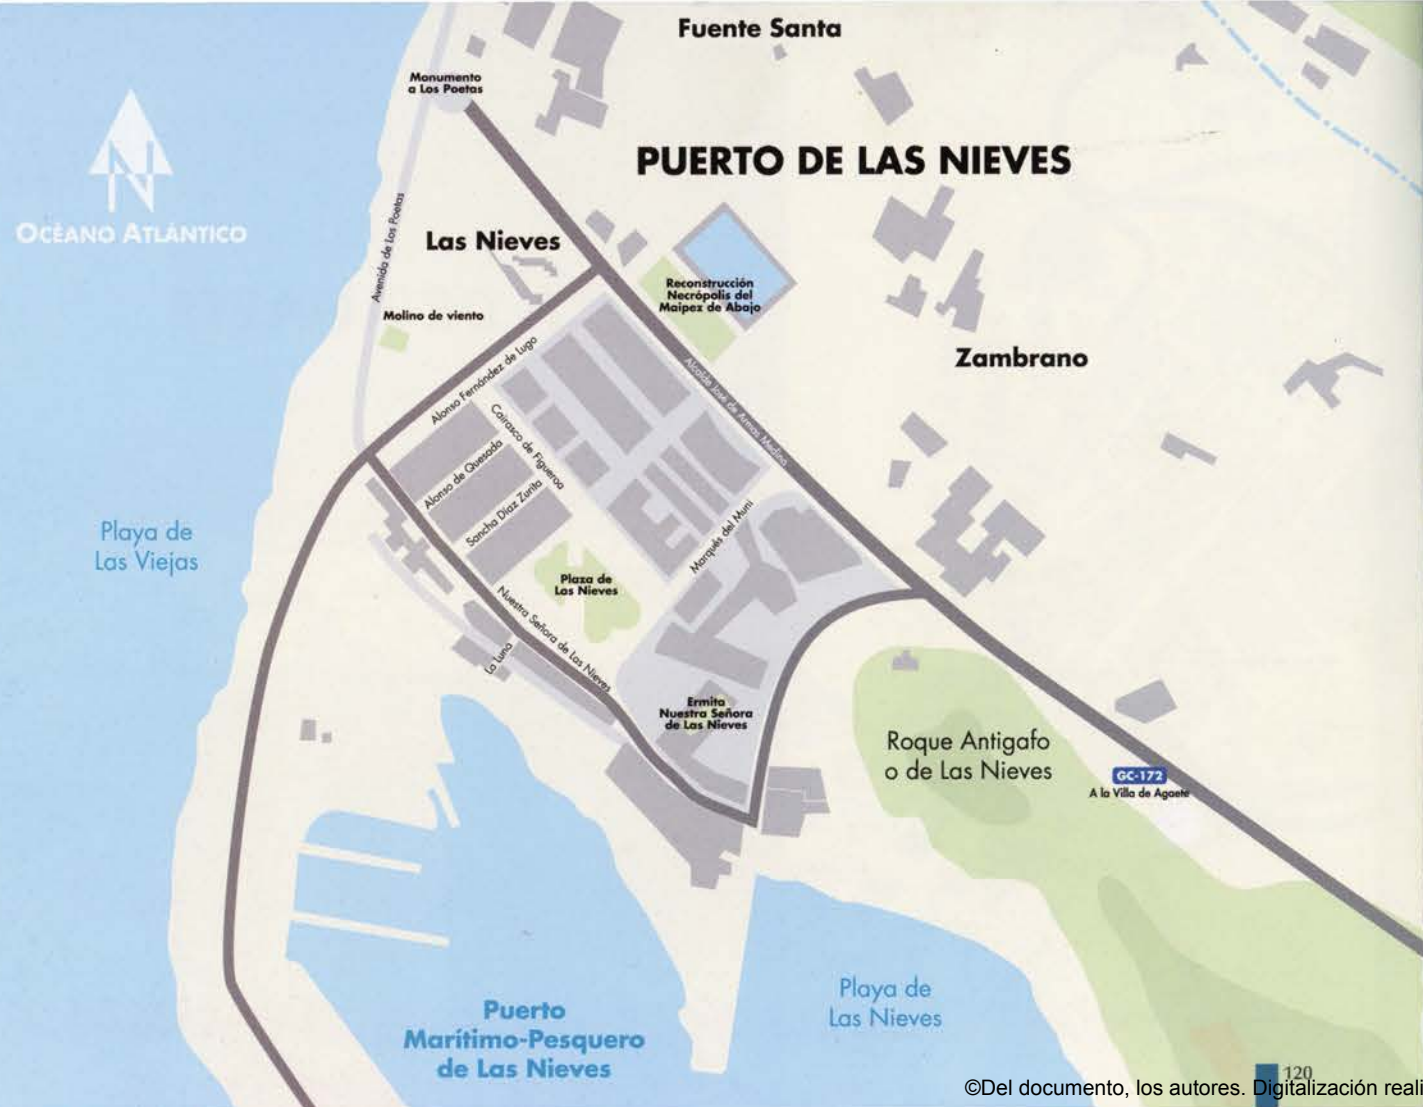 Fuente Santa
Monumento
a Los Poetas
PUERTO DE LAS NIEVES
N
OCÉANO ATLÁNTICO
Avenida de Los Poetas
Las Nieves
Reconstrucción
Necrópolis del
Maipez de Abajo
Molino de viento
Zambrano
Alonso Fernández de Lugo
Alcalde José de Armas Medina
Cairasco de Figueroa
Alonso de Quesada
Sancha Díaz Zurita
Marqués del Muni
Playa de
Las Viejas
Plaza de
Las Nieves
Nuestra Señora de Las Nieves
La Luna
Ermita
Nuestra Señora
de Las Nieves
Roque Antigafo
o de Las Nieves
GC-172
A la Villa de Agaete
Playa de
Las Nieves
Puerto
Marítimo-Pesquero
de Las Nieves
120
©Del documento, los autores. Digitalización reali